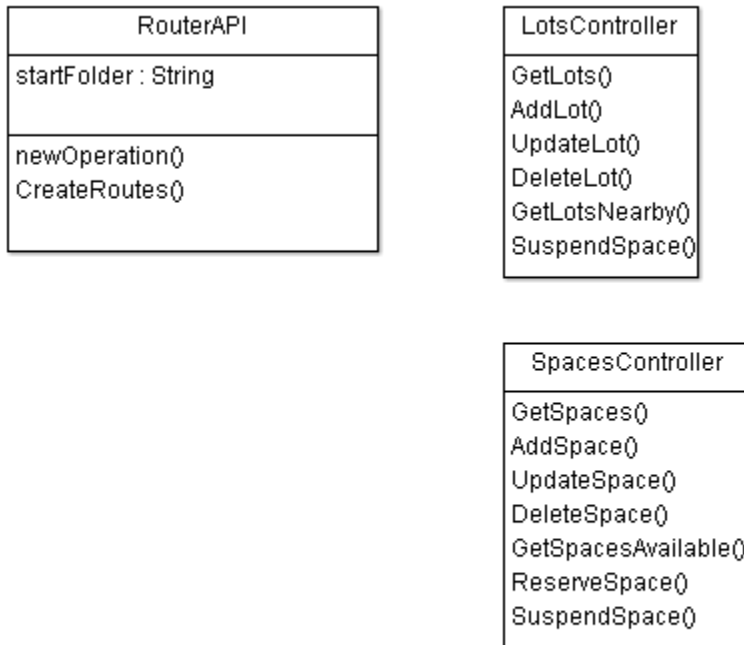 RouterAPI
startFolder : String
newOperation()
CreateRoutes()
LotsController
GetLots()
AddLot()
UpdateLot()
DeleteLot()
GetLotsNearby()
SuspendSpace()
SpacesController
GetSpaces()
AddSpace()
UpdateSpace()
DeleteSpace()
GetSpacesAvailable()
ReserveSpace()
SuspendSpace()